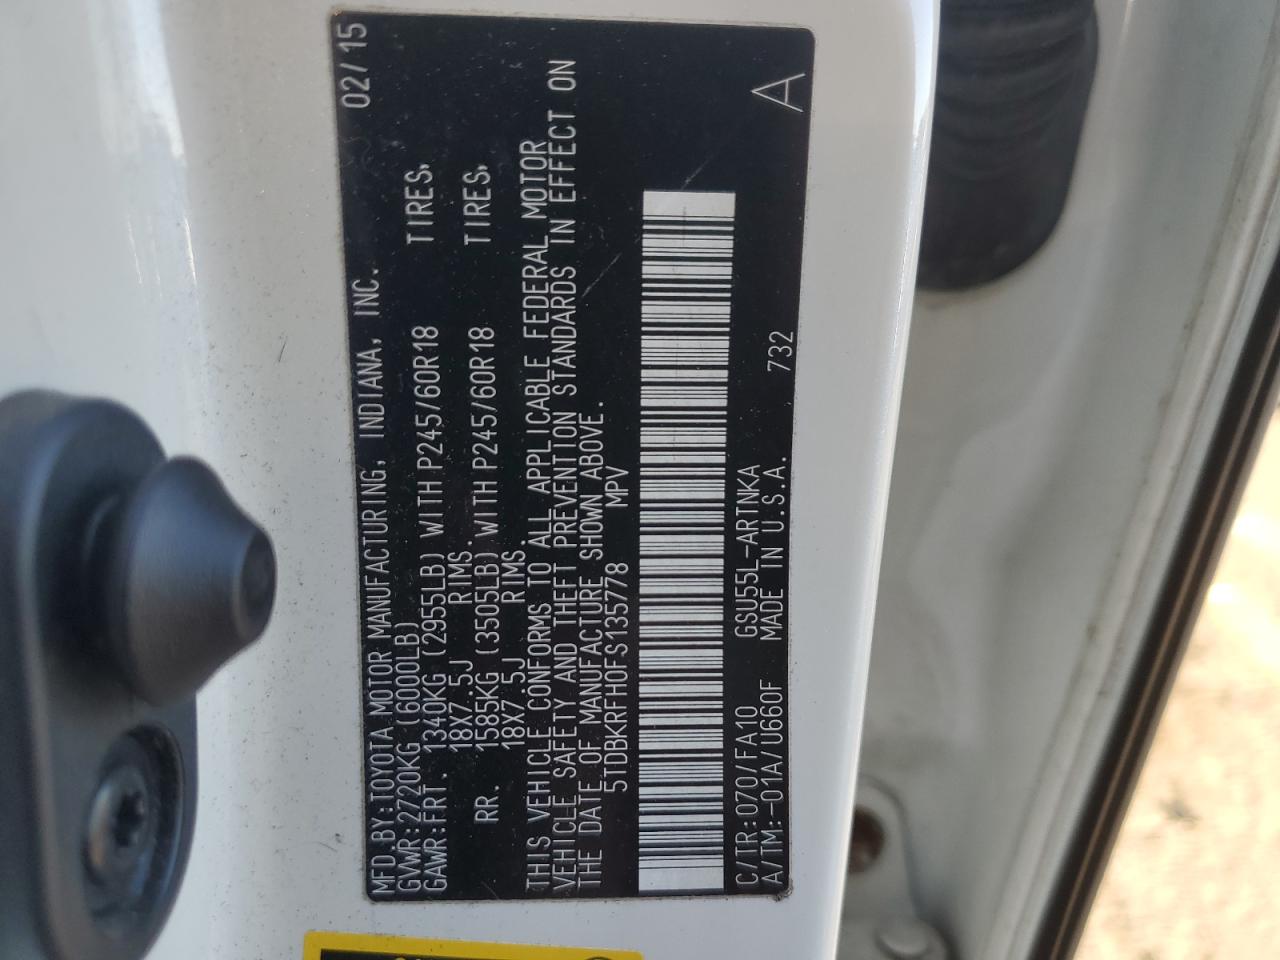 MFD.BY:TOYOTA MOTOR MANUFACTURING, INDIANA, INC. 02/15
GVWR:2720KG (6000LB)
GAWR:FRT. 1340KG (2955LB) WITH P245/60R18 TIRES,
18X7.5J RIMS.
RR. 1585KG (3505LB) WITH P245/60R18 TIRES,
18X7.5J RIMS.
THIS VEHICLE CONFORMS TO ALL APPLICABLE FEDERAL MOTOR
VEHICLE SAFETY AND THEFT PREVENTION STANDARDS IN EFFECT ON
THE DATE OF MANUFACTURE SHOWN ABOVE.
5TDBKRFH0FS135778 MPV
C/TR:070/FA10 GSU55L-ARTNKA
A/TM:-01A/U660F MADE IN U.S.A. 732 A